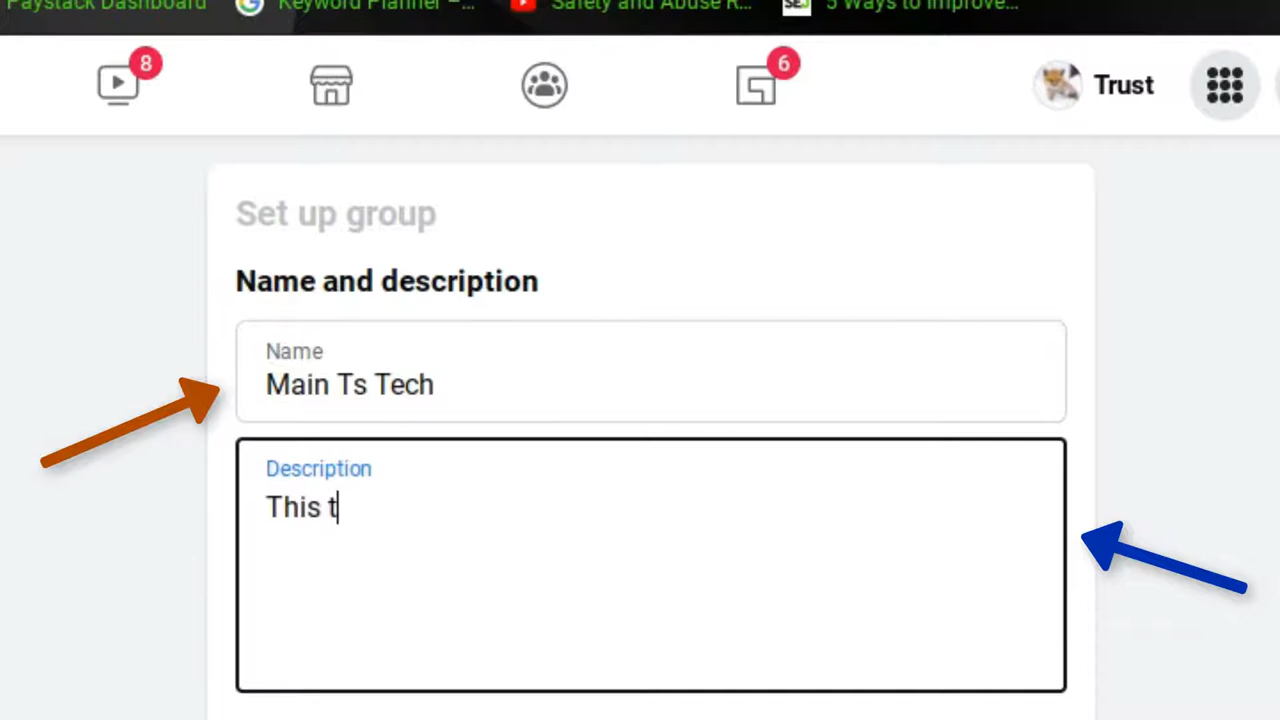 Paystack Dashboard Keyword Planner –... Safety and Abuse R... SEJ 5 Ways to Improve...
8 6 Trust
Set up group
Name and description
Name
Main Ts Tech
Description
This t